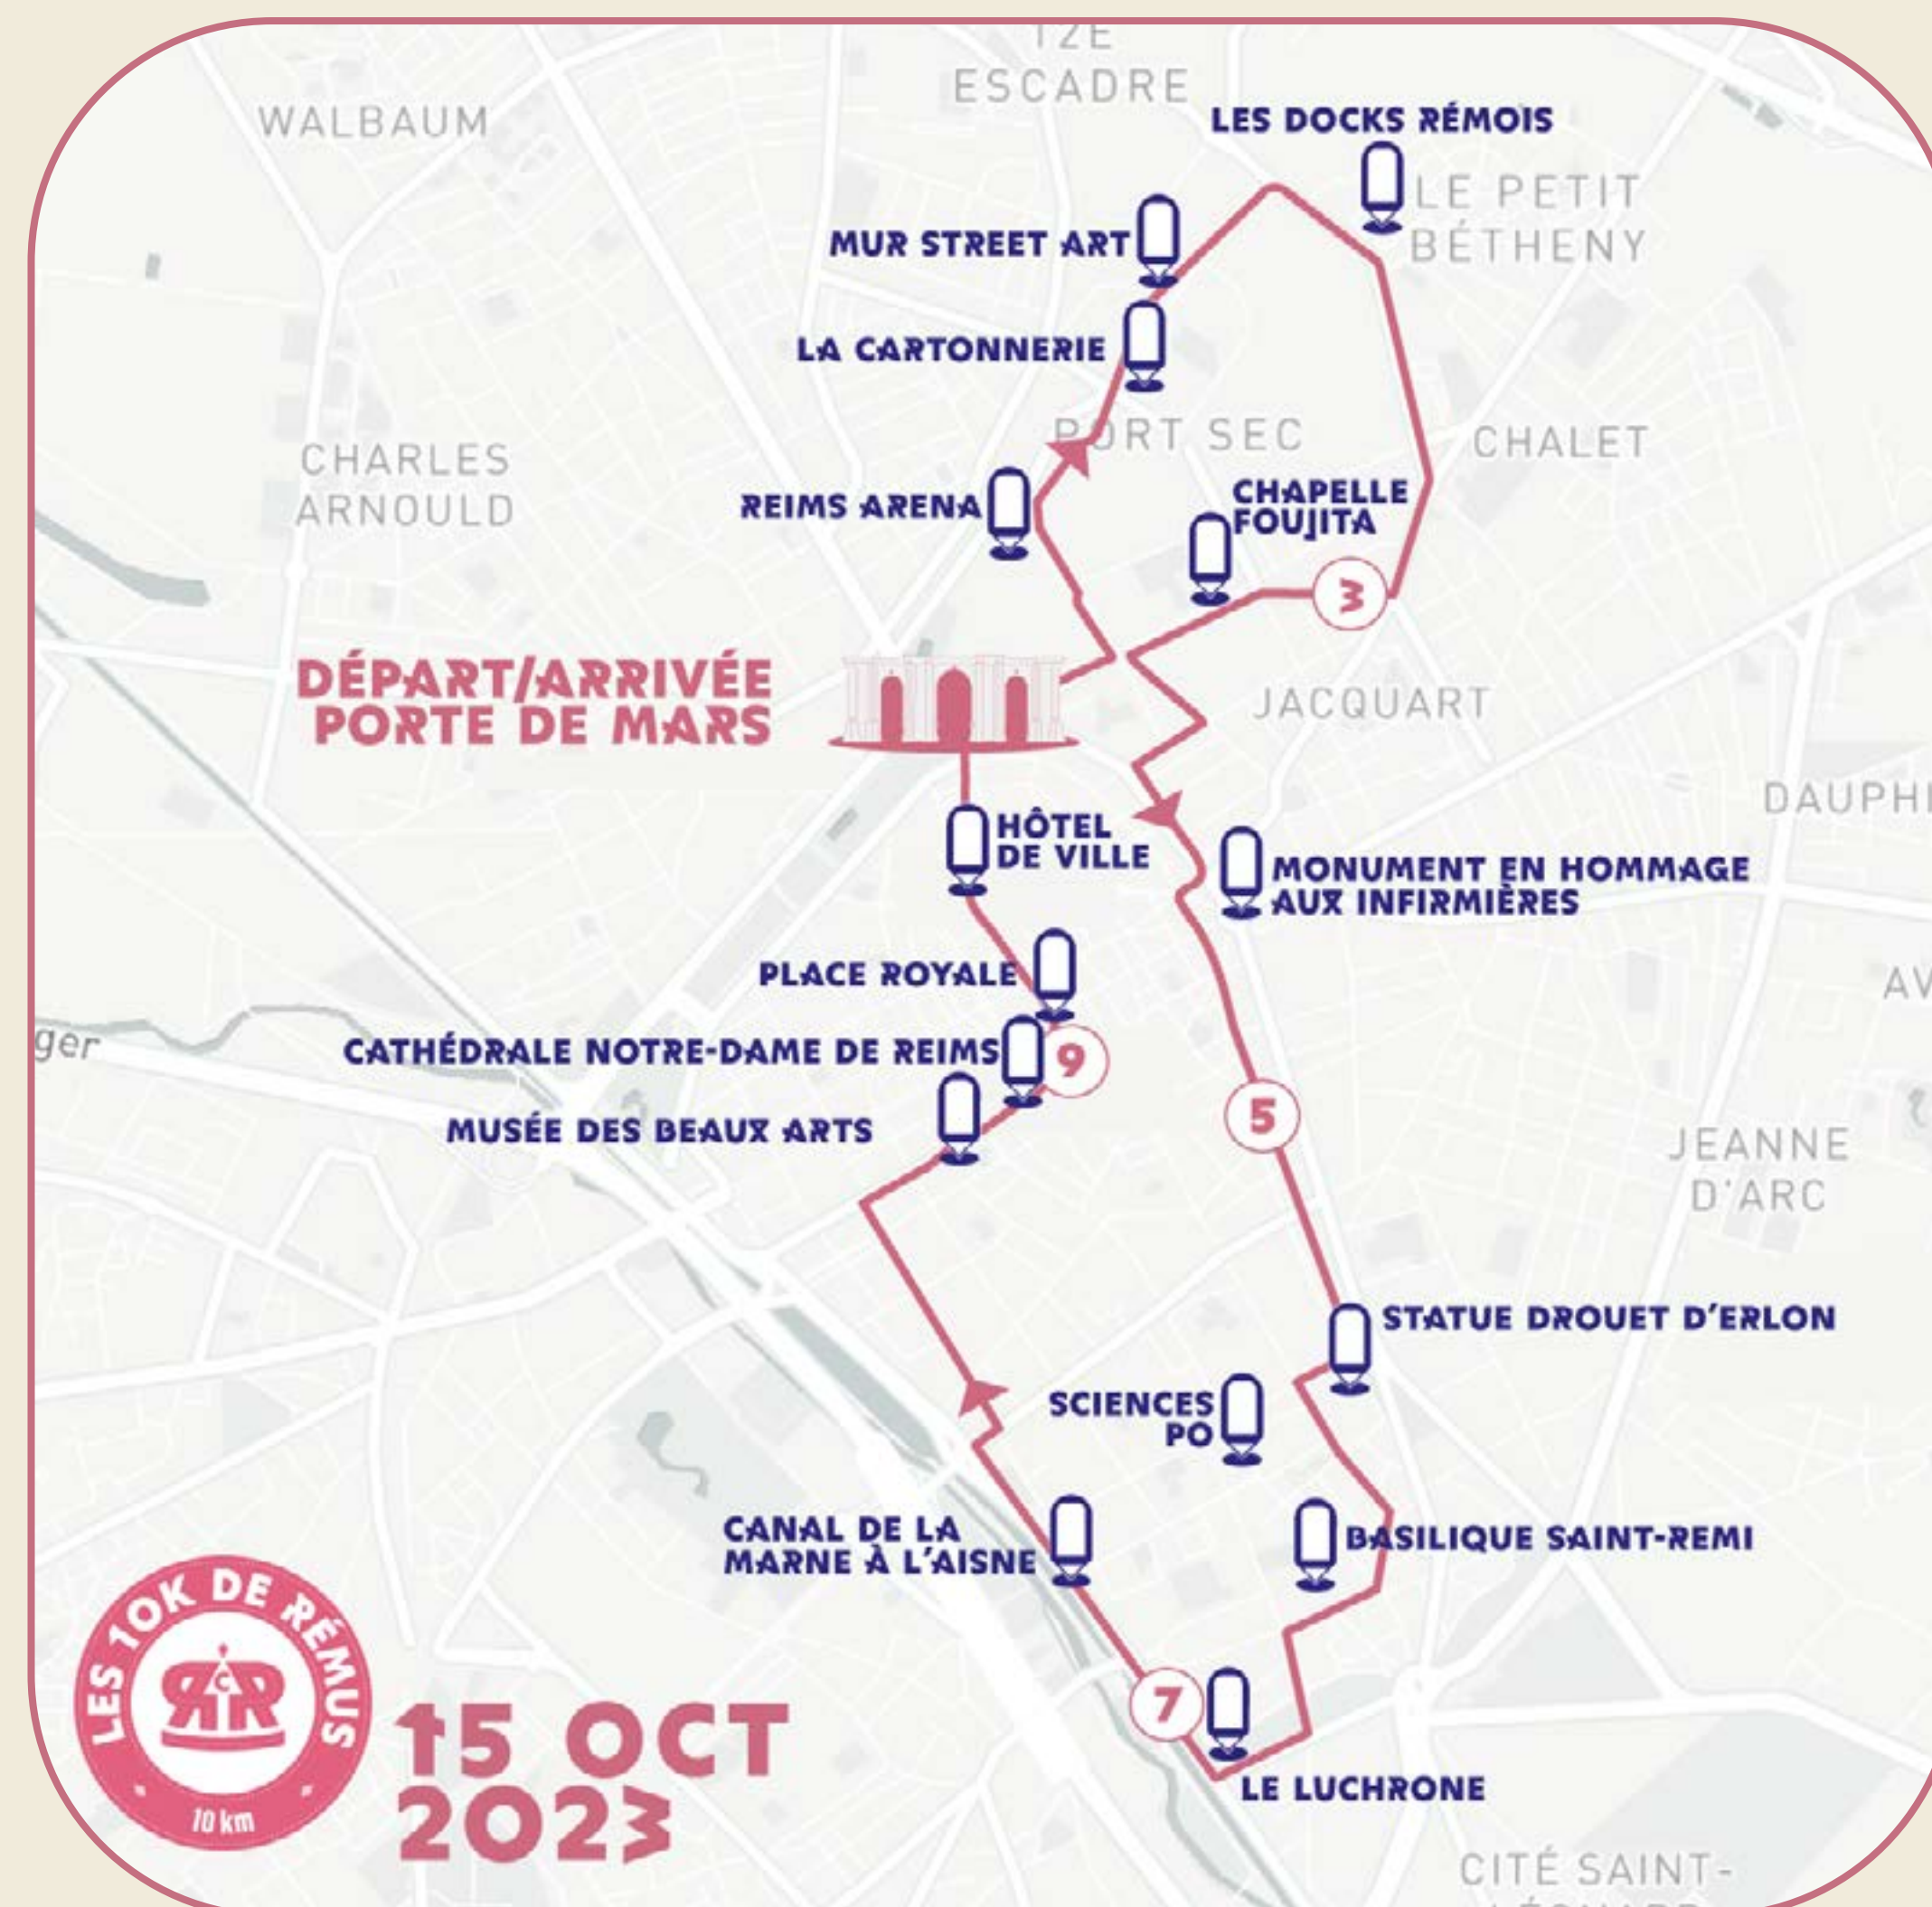 WALBAUM
ESCADRE
LES DOCKS RÉMOIS
LE PETIT
BÉTHENY
MUR STREET ART
LA CARTONNERIE
PORT SEC
CHALET
CHARLES
ARNOULD
REIMS ARENA
CHAPELLE
FOUJITA
3
DÉPART/ARRIVÉE
PORTE DE MARS
JACQUART
DAUPHI
HÔTEL
DE VILLE
MONUMENT EN HOMMAGE
AUX INFIRMIÈRES
PLACE ROYALE
AV
ger
CATHÉDRALE NOTRE-DAME DE REIMS
9
MUSÉE DES BEAUX ARTS
5
JEANNE
D'ARC
STATUE DROUET D'ERLON
SCIENCES
PO
CANAL DE LA
MARNE À L'AISNE
BASILIQUE SAINT-REMI
7
LE LUCHRONE
LES 10K DE RÉMUS
10 km
15 OCT
2023
CITÉ SAINT-